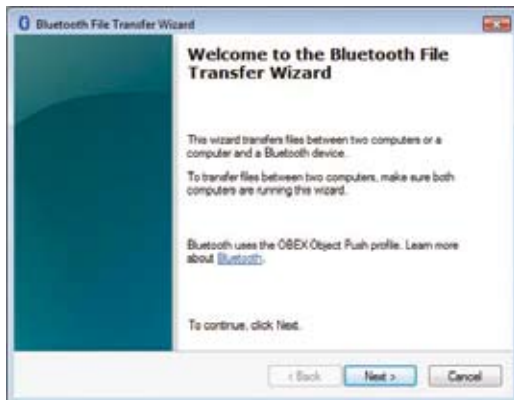 Bluetooth File Transfer Wizard
Welcome to the Bluetooth File
Transfer Wizard
This wizard transfers files between two computers or a
computer and a Bluetooth device.
To transfer files between two computers, make sure both
computers are running this wizard.
Bluetooth uses the OBEX Object Push profile. Learn more
about Bluetooth.
To continue, click Next.
< Back Next > Cancel